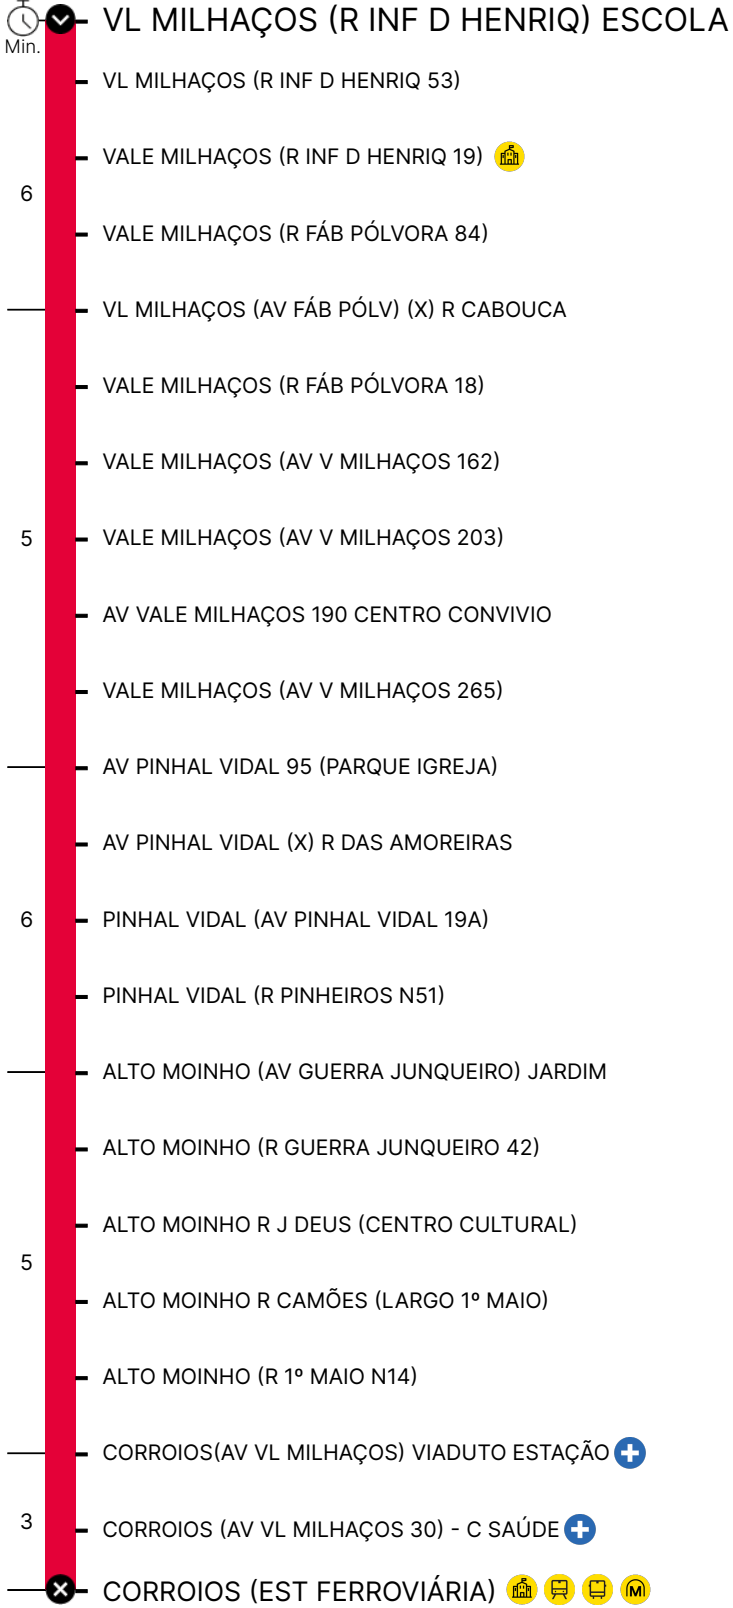 VL MILHAÇOS (R INF D HENRIQ) ESCOLA
Min.
VL MILHAÇOS (R INF D HENRIQ 53)
VALE MILHAÇOS (R INF D HENRIQ 19)
6
VALE MILHAÇOS (R FÁB PÓLVORA 84)
VL MILHAÇOS (AV FÁB PÓLV) (X) R CABOUCA
VALE MILHAÇOS (R FÁB PÓLVORA 18)
VALE MILHAÇOS (AV V MILHAÇOS 162)
5
VALE MILHAÇOS (AV V MILHAÇOS 203)
AV VALE MILHAÇOS 190 CENTRO CONVIVIO
VALE MILHAÇOS (AV V MILHAÇOS 265)
AV PINHAL VIDAL 95 (PARQUE IGREJA)
AV PINHAL VIDAL (X) R DAS AMOREIRAS
6
PINHAL VIDAL (AV PINHAL VIDAL 19A)
PINHAL VIDAL (R PINHEIROS N51)
ALTO MOINHO (AV GUERRA JUNQUEIRO) JARDIM
ALTO MOINHO (R GUERRA JUNQUEIRO 42)
ALTO MOINHO R J DEUS (CENTRO CULTURAL)
5
ALTO MOINHO R CAMÕES (LARGO 1º MAIO)
ALTO MOINHO (R 1º MAIO N14)
CORROIOS(AV VL MILHAÇOS) VIADUTO ESTAÇÃO
3
CORROIOS (AV VL MILHAÇOS 30) - C SAÚDE
CORROIOS (EST FERROVIÁRIA) M